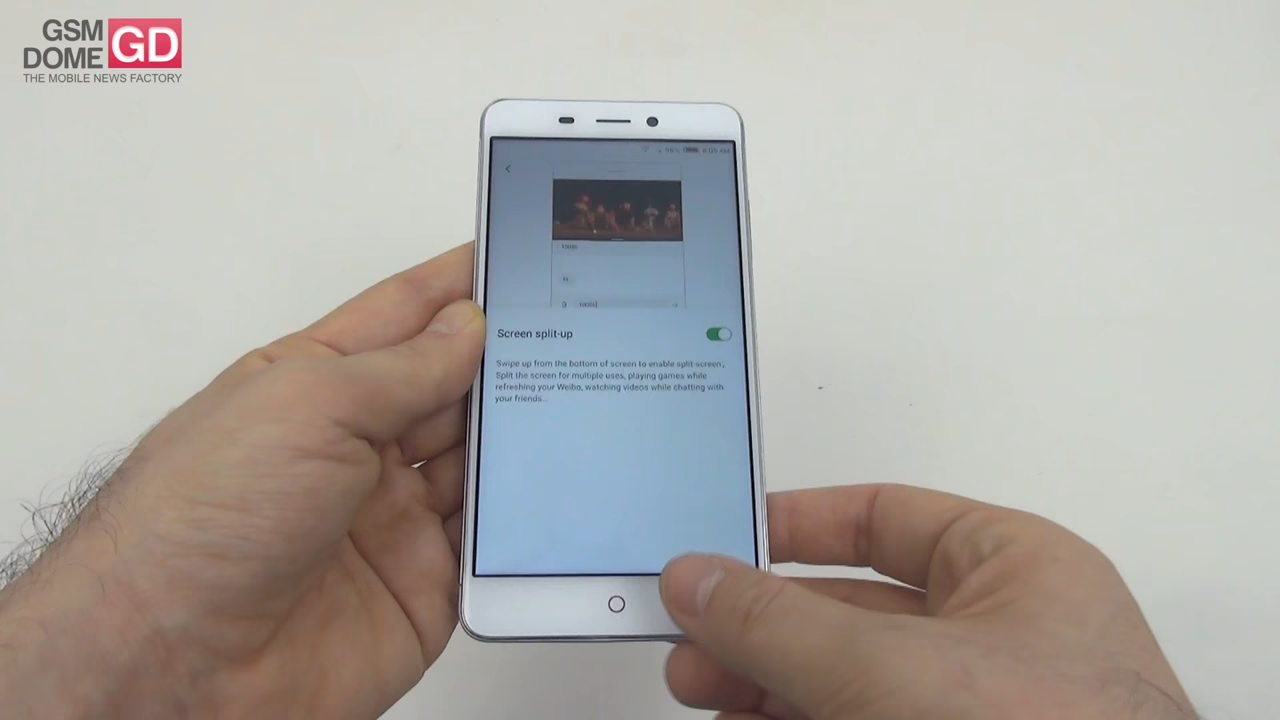 GSM
DOME GD
THE MOBILE NEWS FACTORY
Screen split-up
Swipe up from the bottom of screen to enable split-screen;
Split the screen for multiple uses, playing games while
refreshing your Weibo, watching videos while chatting with
your friends...